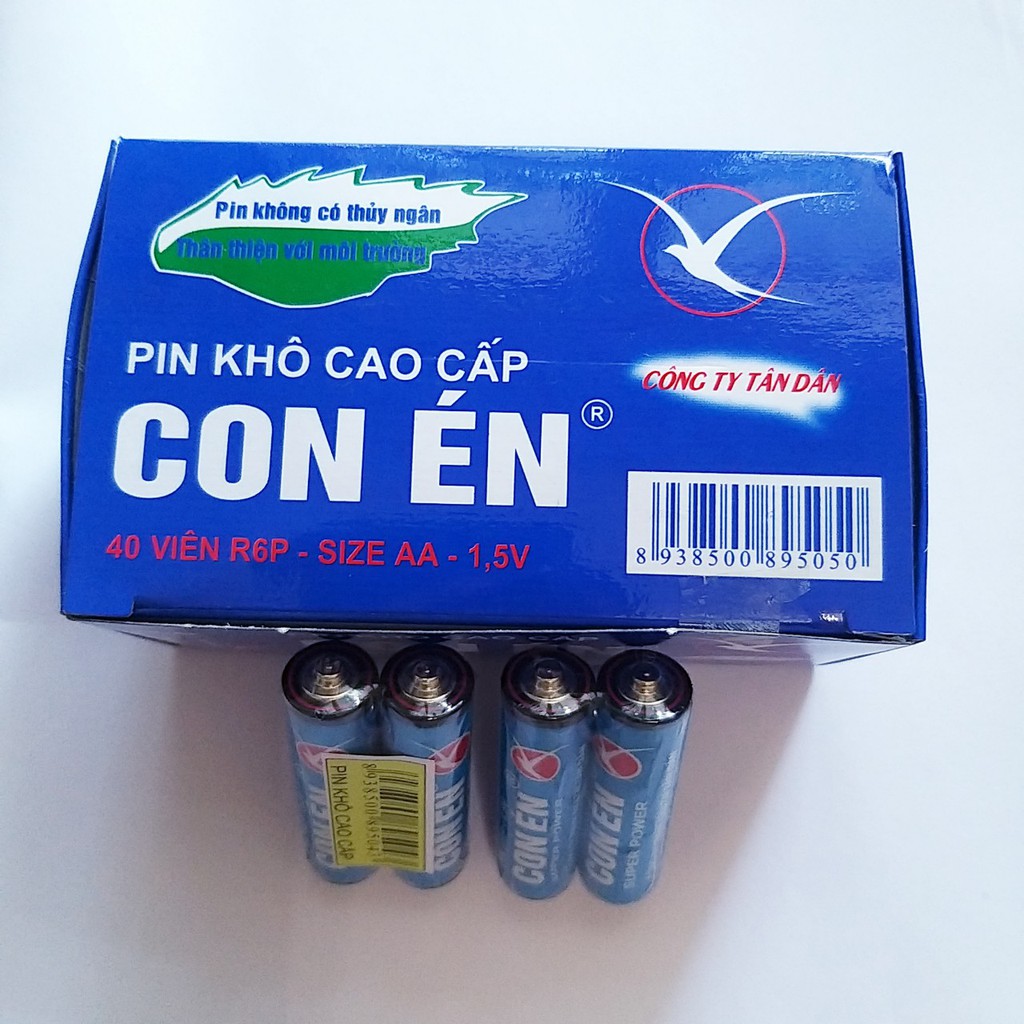 Pin không có thủy ngân
Thân thiện với môi trường
PIN KHÔ CAO CẤP
CON ÉN ®
40 VIÊN R6P - SIZE AA - 1,5V
CÔNG TY TÂN DÂN
8 938500 895050
PIN KHÔ CAO CẤP
CON ÉN
CON ÉN
CON ÉN
SUPER POWER
CON ÉN
SUPER POWER